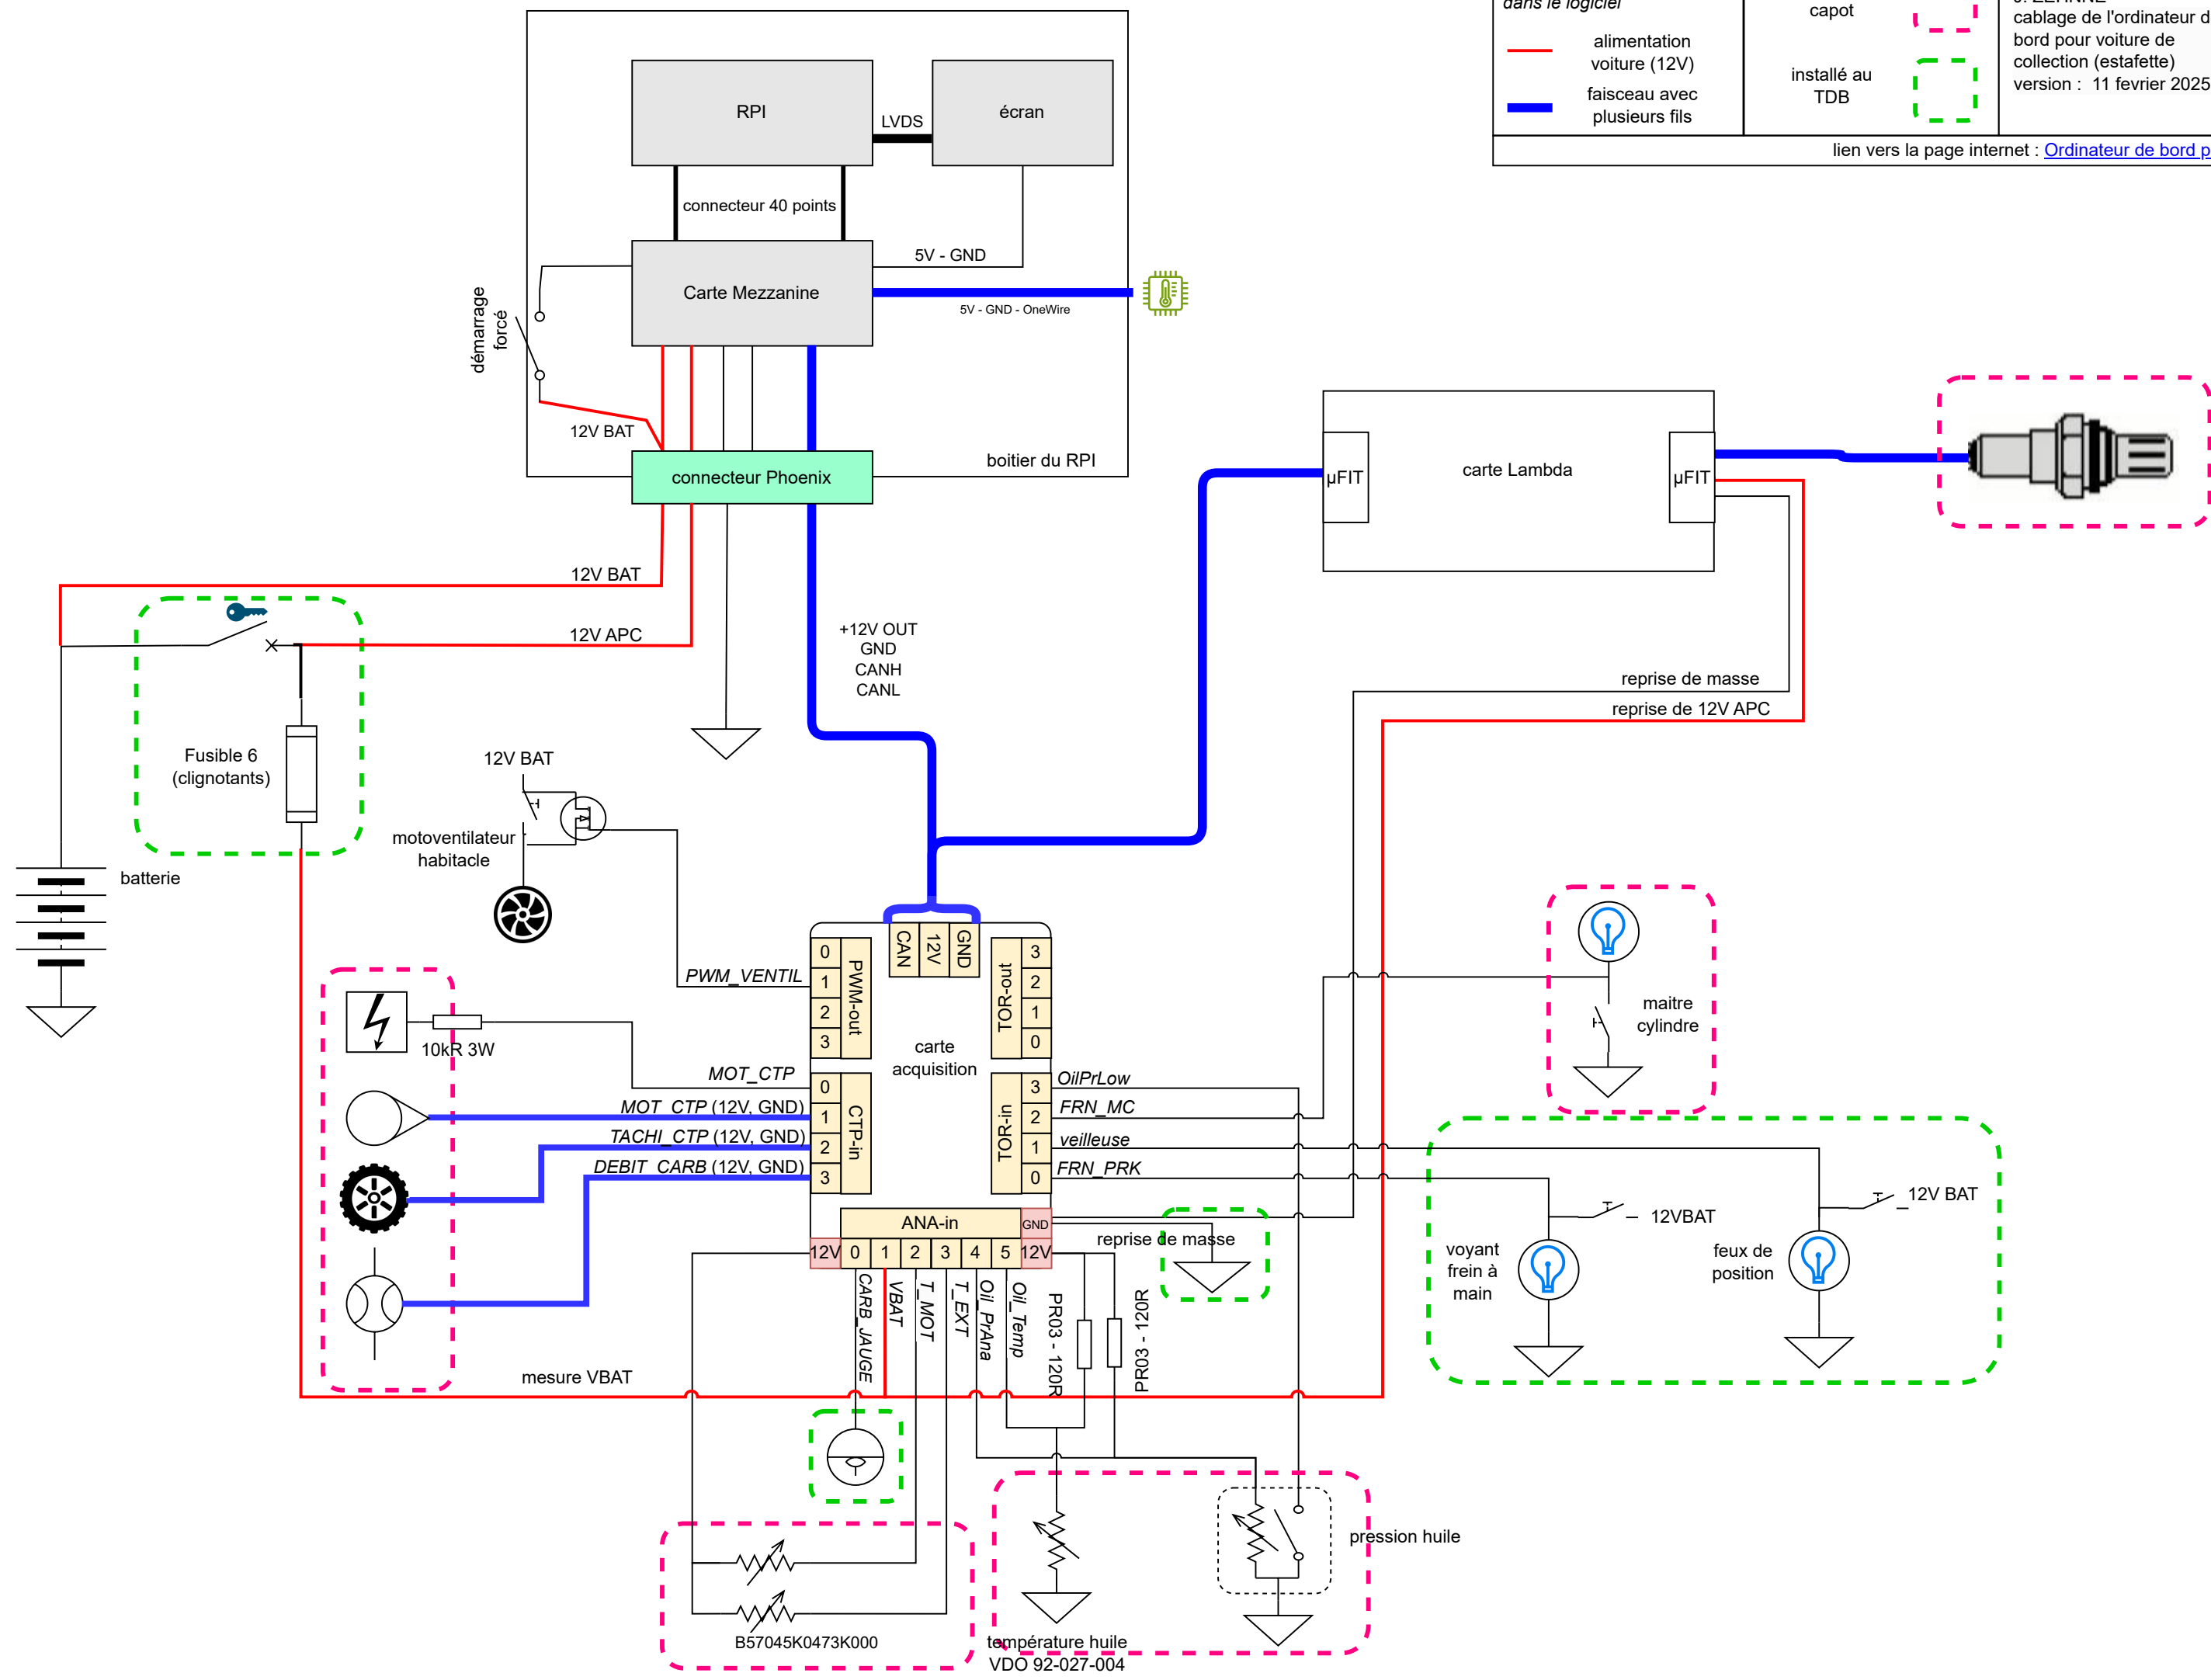 dans le logiciel
alimentation
voiture (12V)
faisceau avec
plusieurs fils
capot
installé au
TDB
cablage de l'ordinateur d
bord pour voiture de
collection (estafette)
version : 11 fevrier 2025
lien vers la page internet : Ordinateur de bord p
RPI
LVDS
écran
connecteur 40 points
5V - GND
Carte Mezzanine
5V - GND - OneWire
démarrage
forcé
12V BAT
boitier du RPI
connecteur Phoenix
µFIT
carte Lambda
µFIT
12V BAT
12V APC
+12V OUT
GND
CANH
CANL
reprise de masse
reprise de 12V APC
Fusible 6
(clignotants)
12V BAT
motoventilateur
habitacle
batterie
CAN
12V
GND
0
1
2
3
PWM-out
TOR-out
3
2
1
0
PWM_VENTIL
carte
acquisition
10kR 3W
MOT_CTP
MOT_CTP (12V, GND)
TACHI_CTP (12V, GND)
DEBIT_CARB (12V, GND)
0
1
2
3
CTP-in
TOR-in
3
2
1
0
OilPrLow
FRN_MC
veilleuse
FRN_PRK
maitre
cylindre
12VBAT
12V BAT
voyant
frein à
main
feux de
position
ANA-in
GND
12V
0
1
2
3
4
5
12V
reprise de masse
CARB_JAUGE
VBAT
T_MOT
T_EXT
Oil_PrAna
Oil_Temp
PR03 - 120R
PR03 - 120R
mesure VBAT
pression huile
B57045K0473K000
température huile
VDO 92-027-004